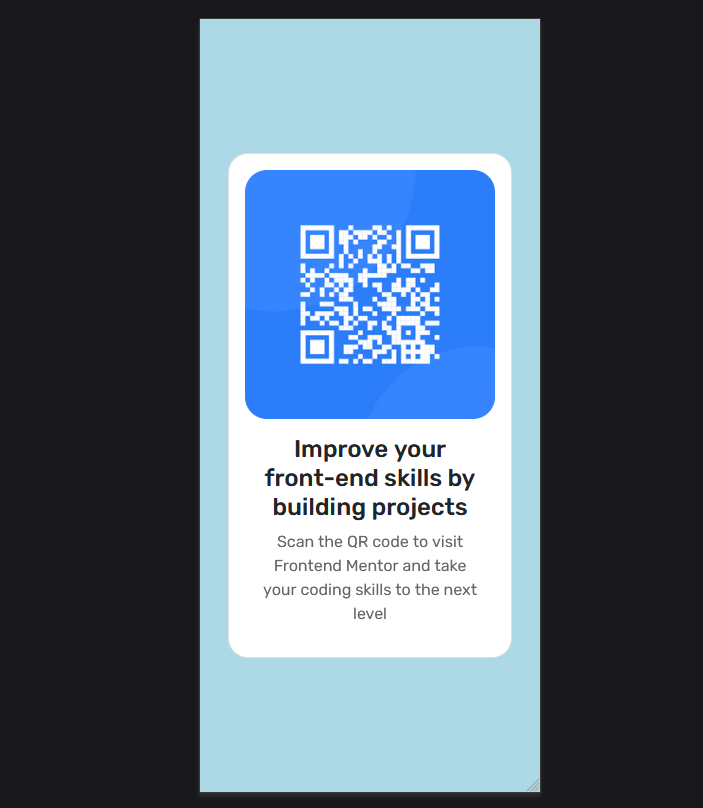 Improve your
front-end skills by
building projects
Scan the QR code to visit
Frontend Mentor and take
your coding skills to the next
level